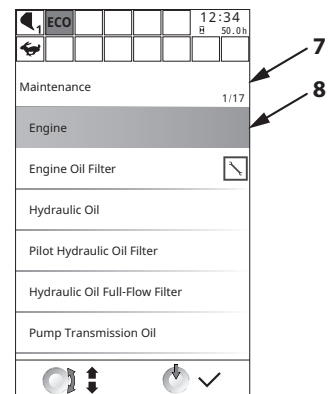 1 ECO 12:34
50.0h
7
Maintenance
1/17
8
Engine
Engine Oil Filter
Hydraulic Oil
Pilot Hydraulic Oil Filter
Hydraulic Oil Full-Flow Filter
Pump Transmission Oil